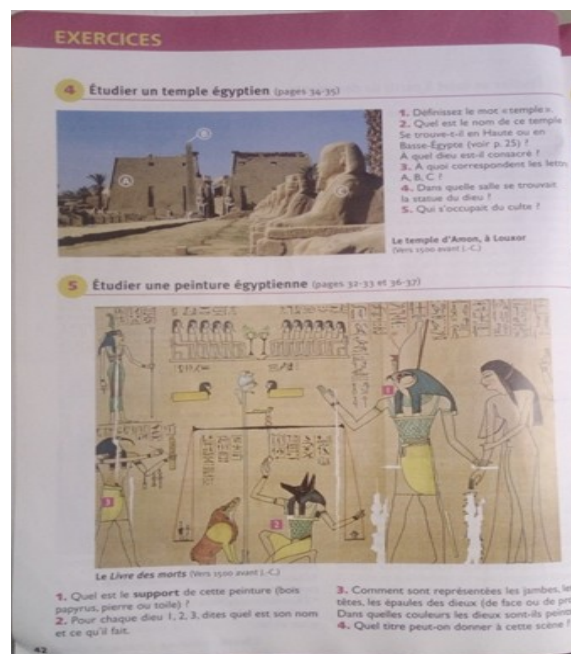 EXERCICES
4 Étudier un temple égyptien (pages 34-35)
A
B
C
1. Définissez le mot « temple ».
2. Quel est le nom de ce temple
Se trouve-t-il en Haute ou en
Basse-Égypte (voir p. 25) ?
À quel dieu est-il consacré ?
3. À quoi correspondent les lettr
A, B, C ?
4. Dans quelle salle se trouvait
la statue du dieu ?
5. Qui s'occupait du culte ?
Le temple d'Amon, à Louxor
(Vers 1500 avant J.-C.)
5 Étudier une peinture égyptienne (pages 32-33 et 36-37)
1
2
3
Le Livre des morts (Vers 1500 avant J.-C.)
1. Quel est le support de cette peinture (bois
papyrus, pierre ou toile) ?
2. Pour chaque dieu 1, 2, 3, dites quel est son nom
et ce qu'il fait.
3. Comment sont représentées les jambes, le
têtes, les épaules des dieux (de face ou de pro
Dans quelles couleurs les dieux sont-ils peints
4. Quel titre peut-on donner à cette scène ?
42